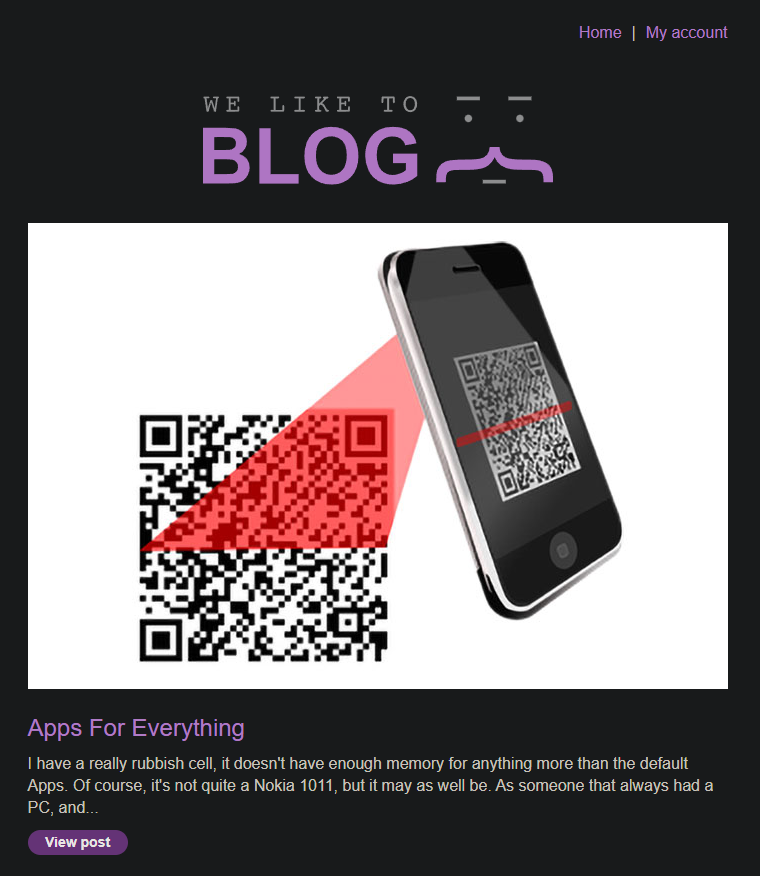 Home | My account
WE LIKE TO
BLOG
Apps For Everything
I have a really rubbish cell, it doesn't have enough memory for anything more than the default
Apps. Of course, it's not quite a Nokia 1011, but it may as well be. As someone that always had a
PC, and...
View post